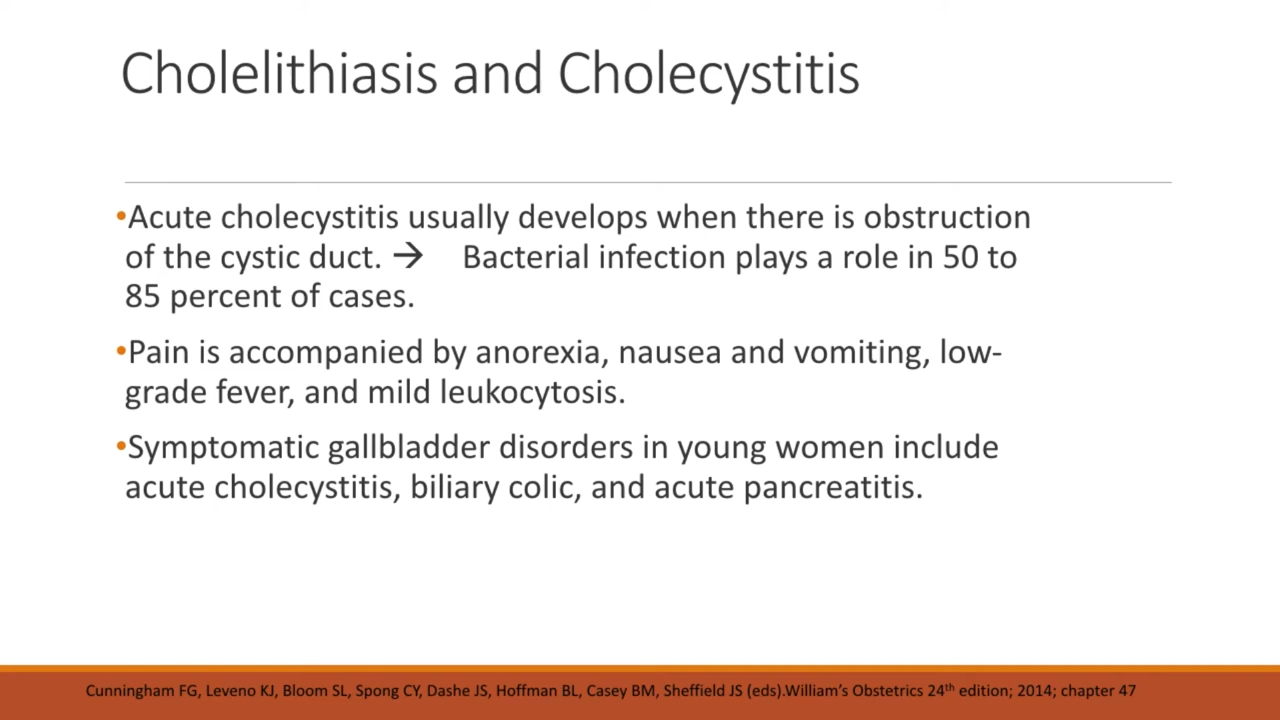 Cholelithiasis and Cholecystitis
•Acute cholecystitis usually develops when there is obstruction
of the cystic duct. → Bacterial infection plays a role in 50 to
85 percent of cases.
•Pain is accompanied by anorexia, nausea and vomiting, low-
grade fever, and mild leukocytosis.
•Symptomatic gallbladder disorders in young women include
acute cholecystitis, biliary colic, and acute pancreatitis.
Cunningham FG, Leveno KJ, Bloom SL, Spong CY, Dashe JS, Hoffman BL, Casey BM, Sheffield JS (eds).William’s Obstetrics 24th edition; 2014; chapter 47